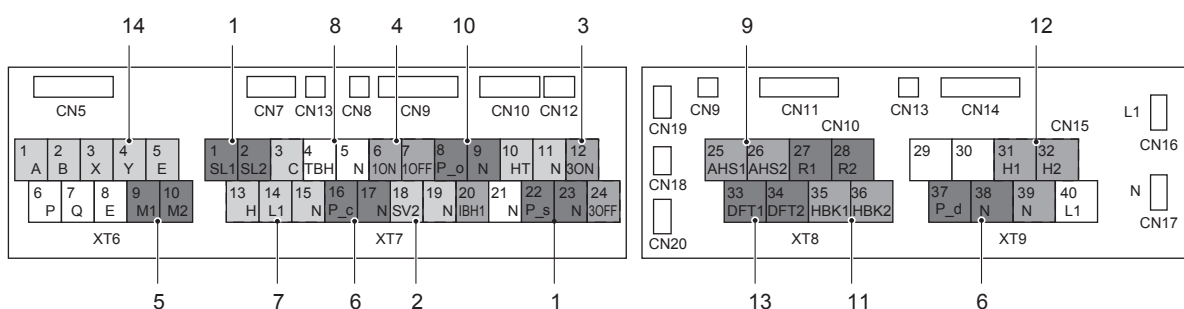 14 1 8 4 10 3 9 12
CN5 CN7 CN13 CN8 CN9 CN10 CN12
CN19 CN9 CN11 CN13 CN14 L1 CN16
CN10 CN15
1 A 2 B 3 X 4 Y 5 E
1 SL1 2 SL2 3 C 4 TBH 5 N 6 1ON 7 1OFF 8 P_o 9 N 10 HT 11 N 12 3ON
CN18
25 AHS1 26 AHS2 27 R1 28 R2
29 30 31 H1 32 H2
6 P 7 Q 8 E 9 M1 10 M2
13 H 14 L1 15 N 16 P_c 17 N 18 SV2 19 N 20 IBH1 21 N 22 P_s 23 N 24 3OFF
CN20
33 DFT1 34 DFT2 35 HBK1 36 HBK2
37 P_d 38 N 39 N 40 L1
N CN17
XT6 XT7 XT8 XT9
5 7 6 2 1 13 11 6